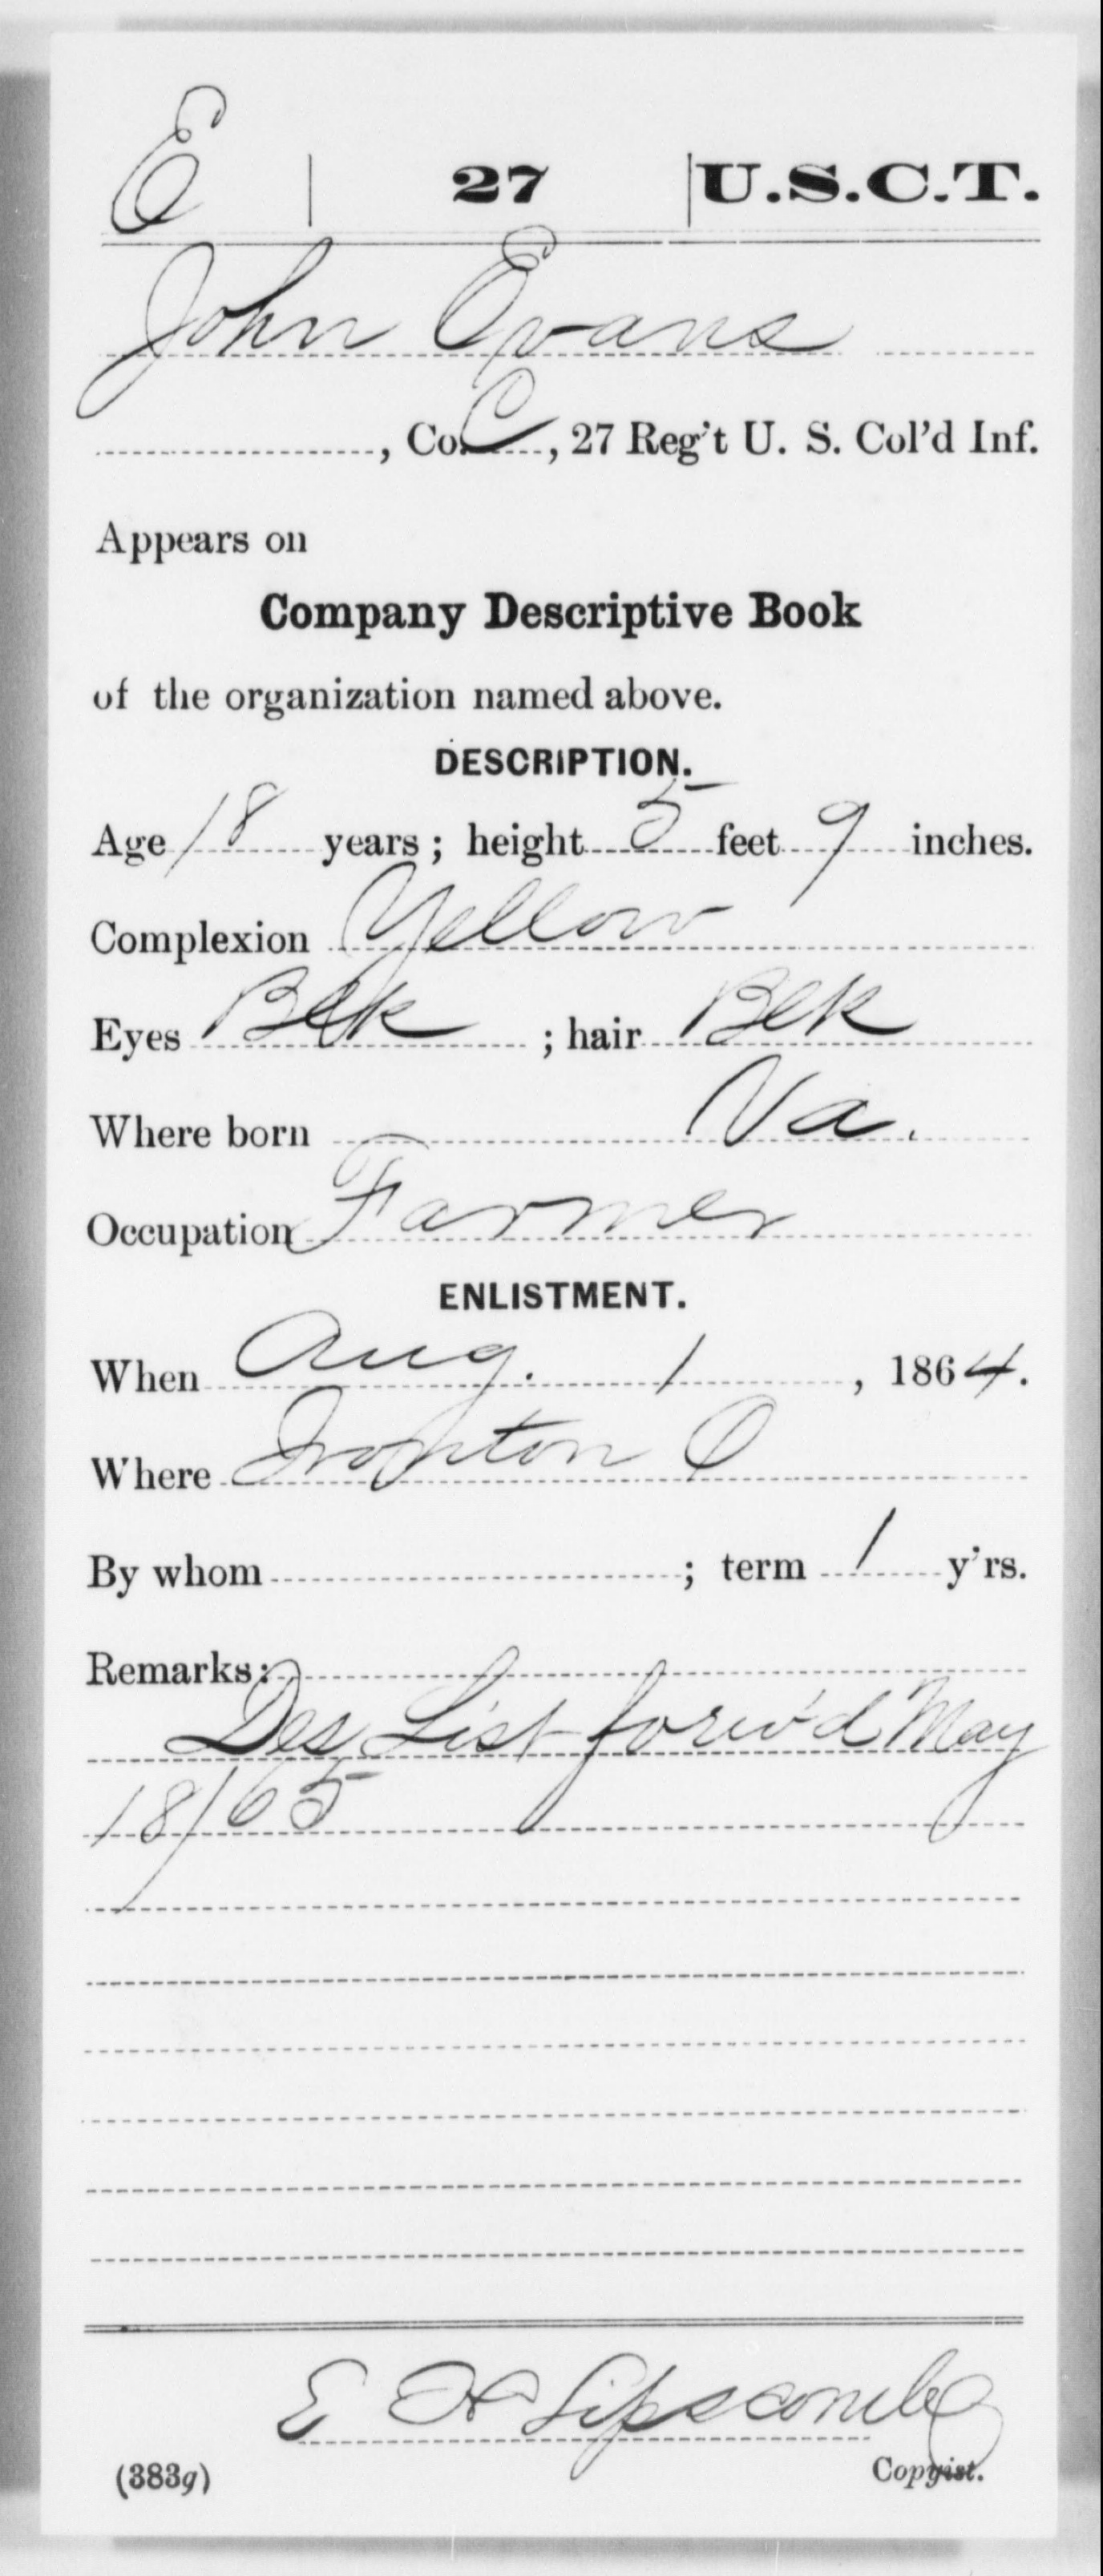 E | 27 | U.S.C.T.
John Evans
, Co. C, 27 Reg't U. S. Col'd Inf.
Appears on
Company Descriptive Book
of the organization named above.
DESCRIPTION.
Age 18 years; height 5 feet 9 inches.
Complexion Yellow
Eyes Blk ; hair Blk
Where born Va.
Occupation Farmer
ENLISTMENT.
When Aug. 1, 1864.
Where Ironton O
By whom ; term 1 y'rs.
Remarks:
Des List forw'd May
18/65
E H Lipscomb
(383g) Copyist.